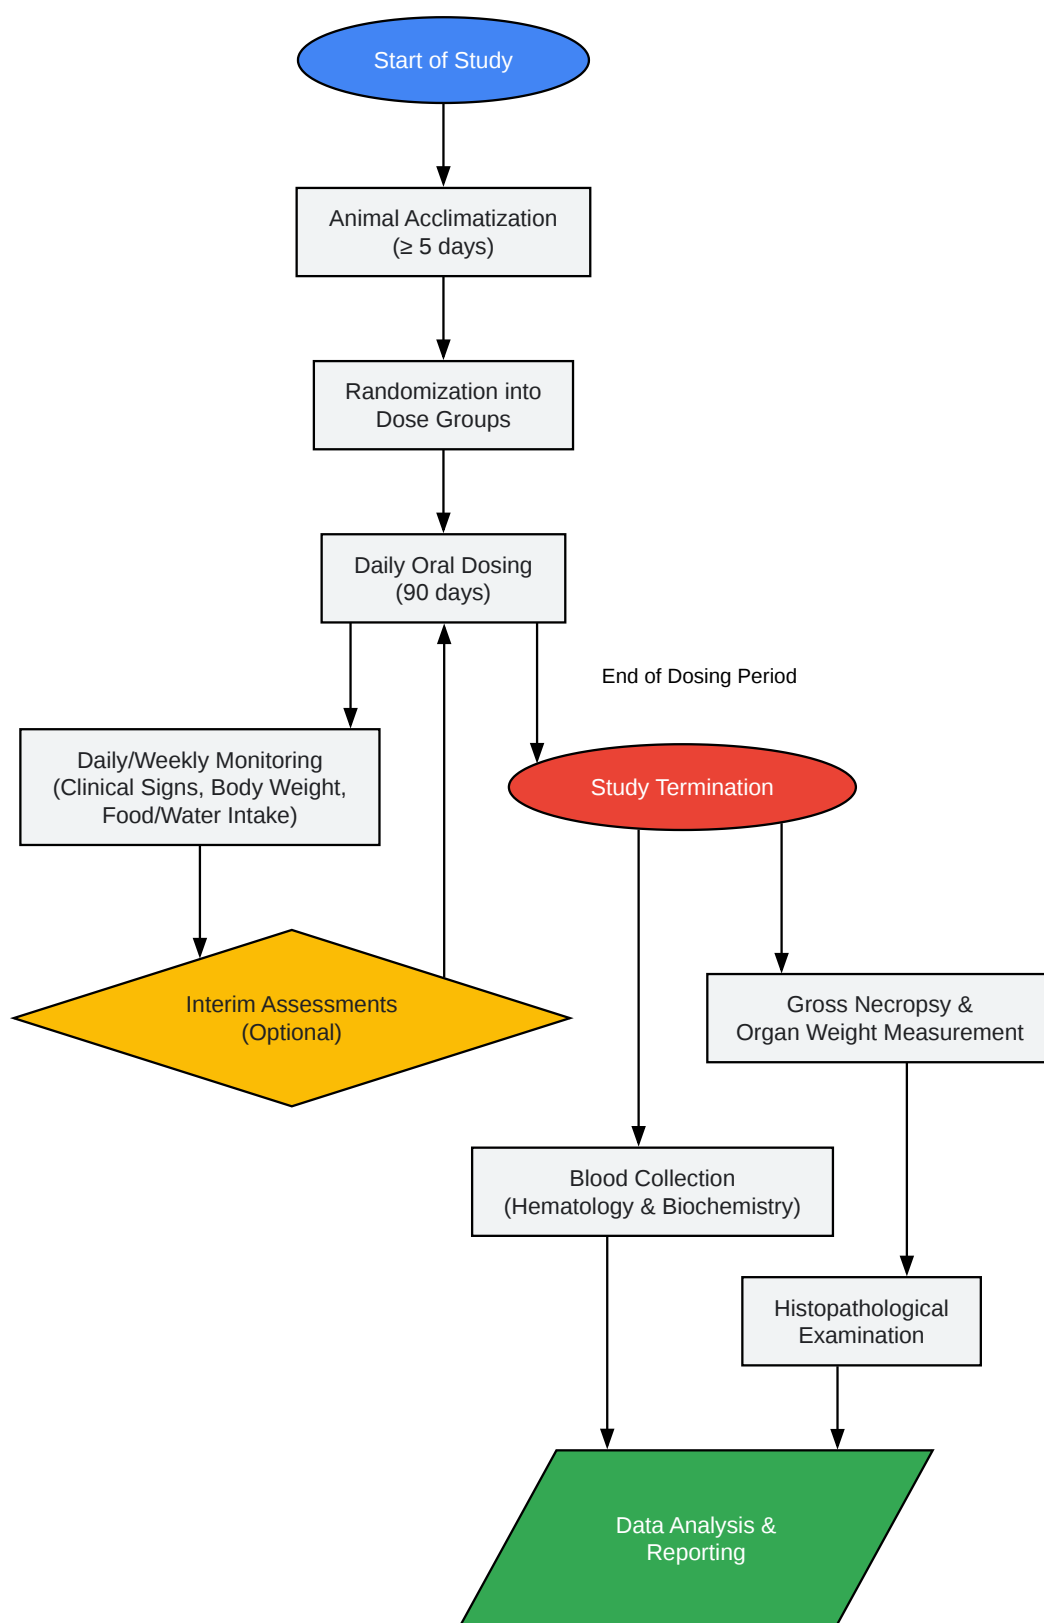 Start of Study
Animal Acclimatization
(≥ 5 days)
Randomization into
Dose Groups
Daily Oral Dosing
(90 days)
End of Dosing Period
Daily/Weekly Monitoring
(Clinical Signs, Body Weight,
Food/Water Intake)
Study Termination
Interim Assessments
(Optional)
Gross Necropsy &
Organ Weight Measurement
Blood Collection
(Hematology & Biochemistry)
Histopathological
Examination
Data Analysis &
Reporting